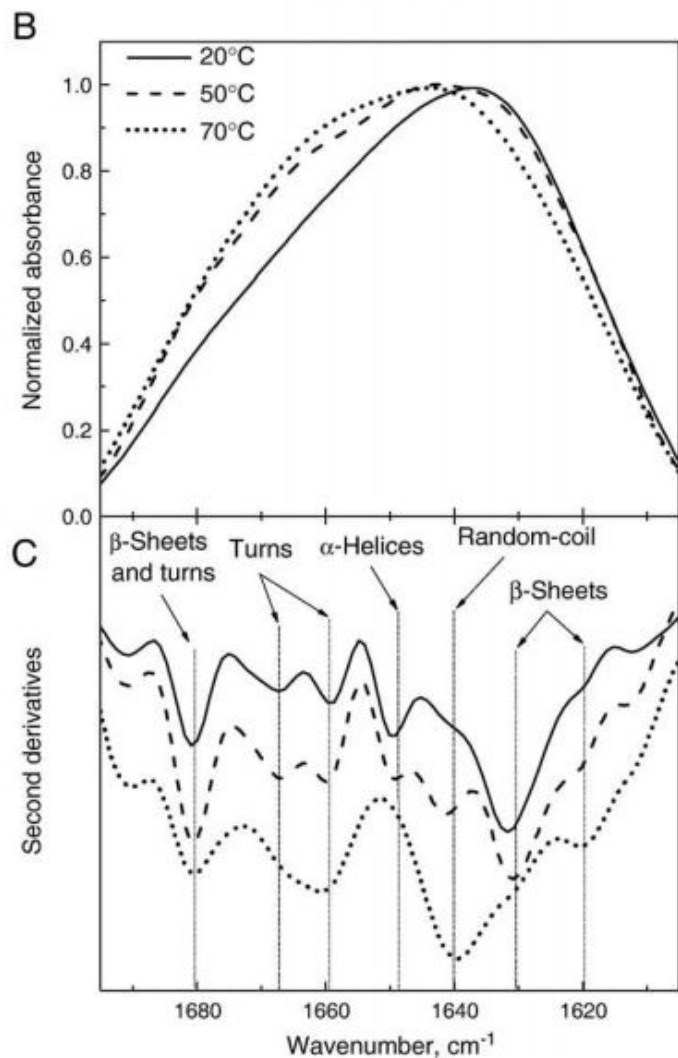 B
20°C
50°C
70°C
1.0
0.8
0.6
0.4
0.2
0.0
Normalized absorbance
C
β-Sheets
and turns
Turns
α-Helices
Random-coil
β-Sheets
Second derivatives
1680
1660
1640
1620
Wavenumber, cm-1